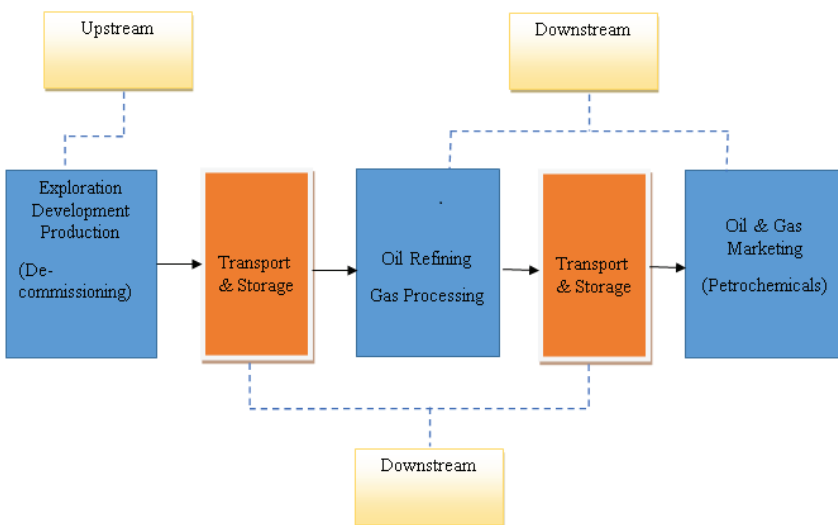 Upstream
Downstream
Exploration
Development
Production
(De-
commissioning)
Transport
& Storage
Oil Refining
Gas Processing
Transport
& Storage
Oil & Gas
Marketing
(Petrochemicals)
Downstream